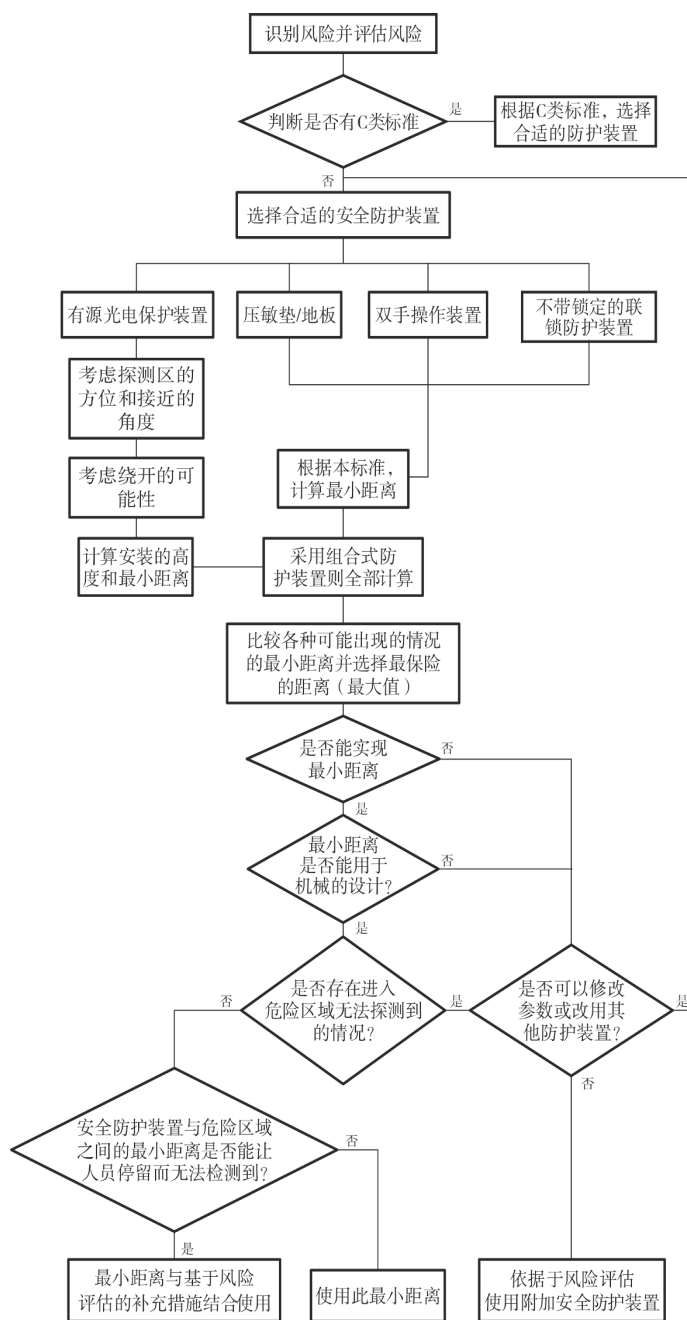 识别风险并评估风险
判断是否有C类标准
是
根据C类标准，选择
合适的防护装置
否
选择合适的安全防护装置
有源光电保护装置
压敏垫/地板
双手操作装置
不带锁定的联
锁防护装置
考虑探测区的
方位和接近的
角度
考虑绕开的可
能性
根据本标准，
计算最小距离
计算安装的高
度和最小距离
采用组合式防
护装置则全部计算
比较各种可能出现的情况
的最小距离并选择最保险
的距离（最大值）
是否能实现
最小距离
否
是
最小距离
是否能用于
机械的设计？
否
是
是否存在进入
危险区域无法探测到
的情况？
否
是
是否可以修改
参数或改用其
他防护装置？
是
否
安全防护装置与危险区域
之间的最小距离是否能让
人员停留而无法检测到？
否
是
最小距离与基于风险
评估的补充措施结合使用
使用此最小距离
依据于风险评估
使用附加安全防护装置